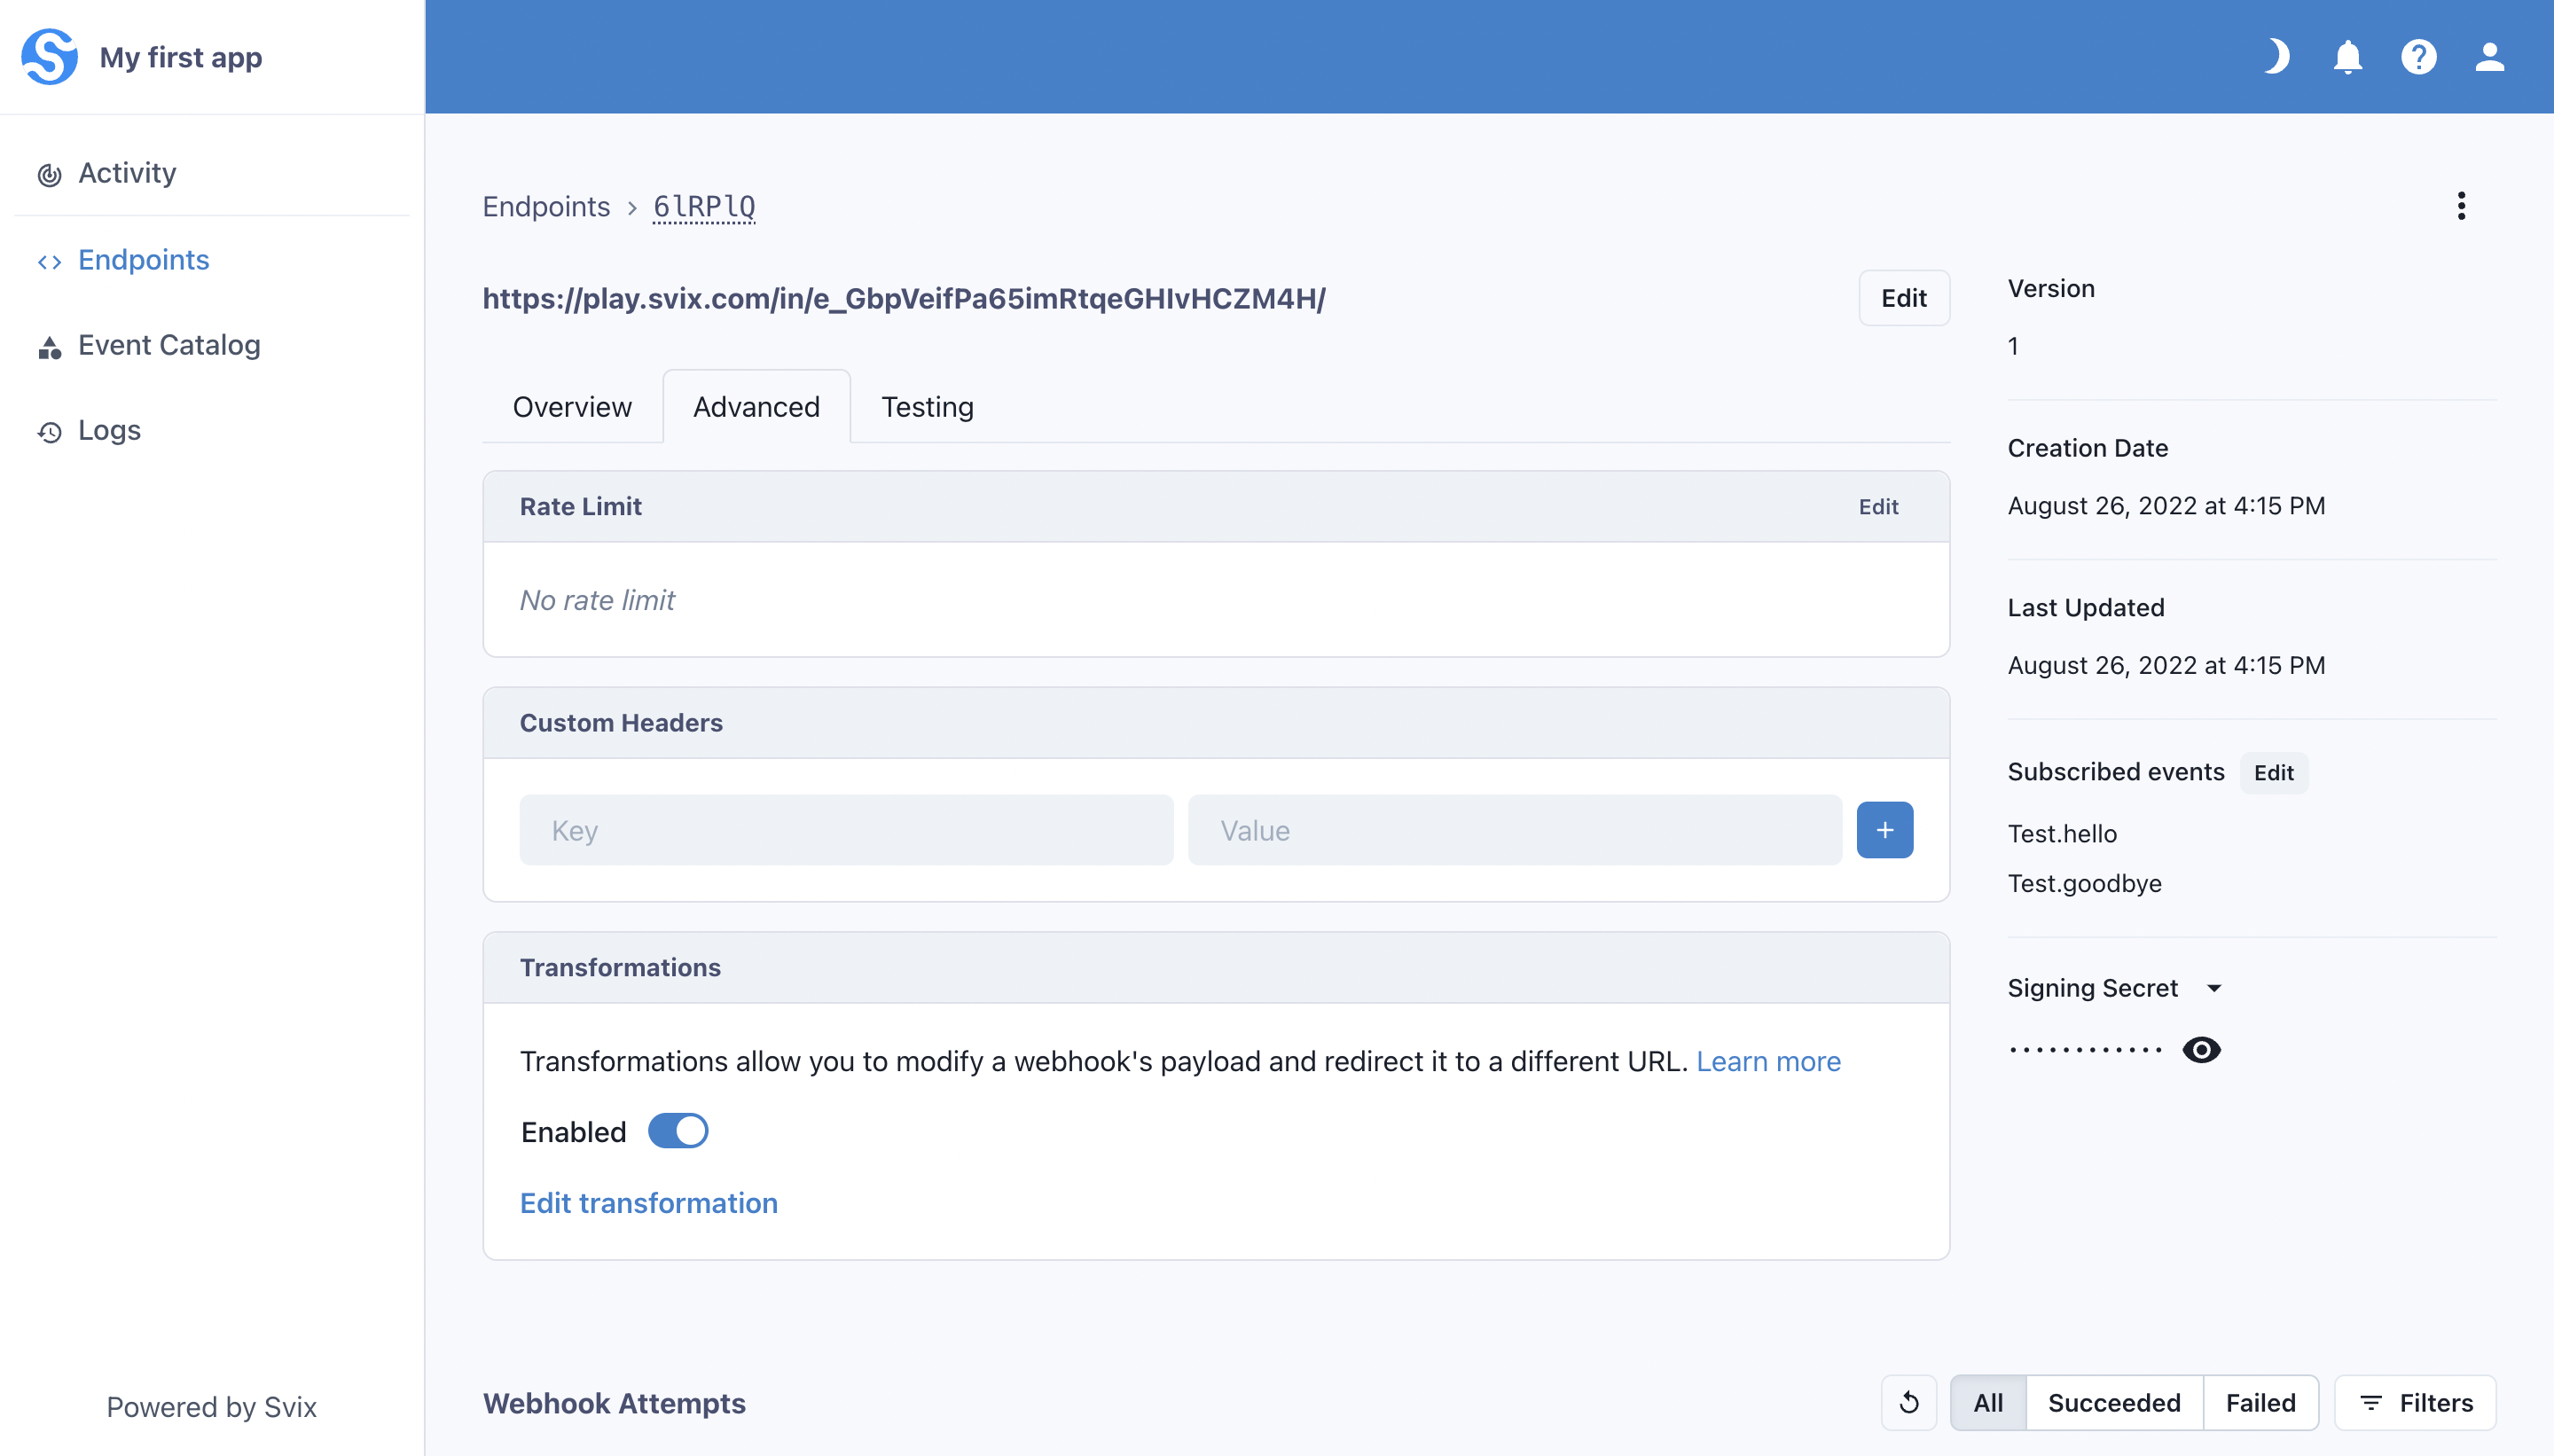 My first app
Activity
Endpoints
Event Catalog
Logs
Powered by Svix
Endpoints > 6lRPlQ
https://play.svix.com/in/e_GbpVeifPa65imRtqeGHIvHCZM4H/
Edit
Overview Advanced Testing
Rate Limit Edit
No rate limit
Custom Headers
Key Value +
Transformations
Transformations allow you to modify a webhook's payload and redirect it to a different URL. Learn more
Enabled
Edit transformation
Version
1
Creation Date
August 26, 2022 at 4:15 PM
Last Updated
August 26, 2022 at 4:15 PM
Subscribed events Edit
Test.hello
Test.goodbye
Signing Secret
............
Webhook Attempts
All Succeeded Failed Filters